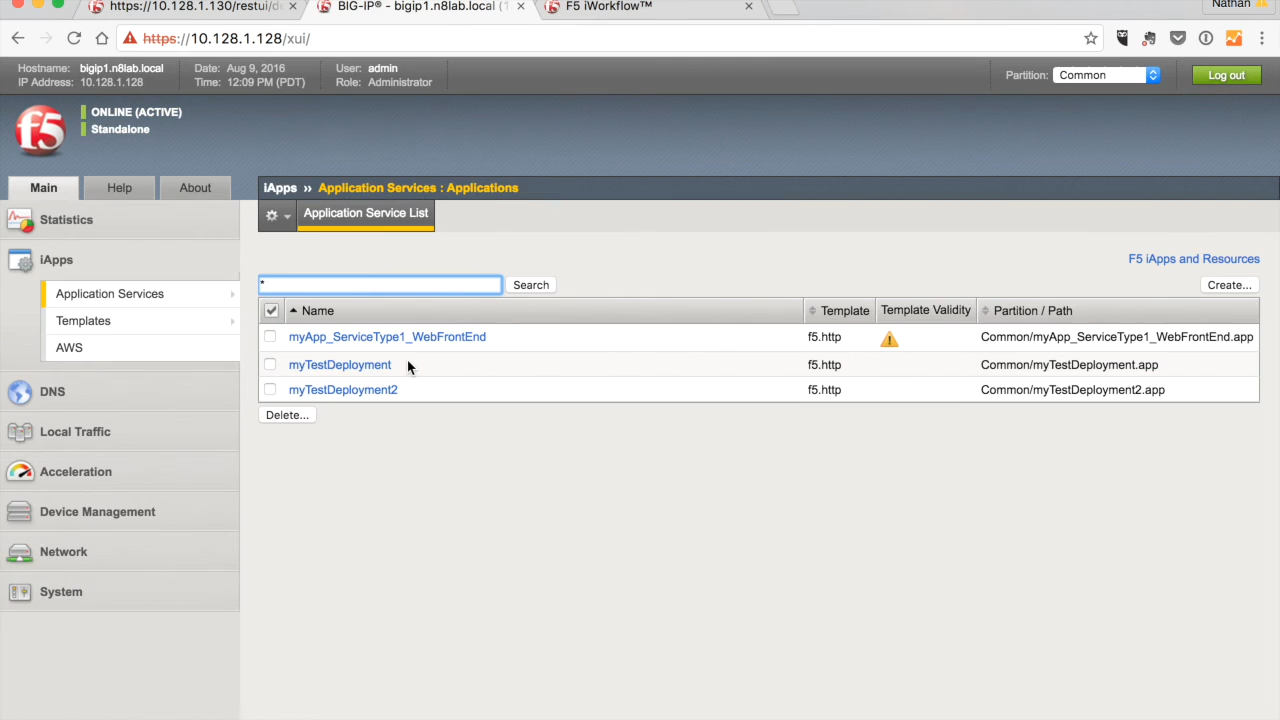 https://10.128.1.130/restui/d
BIG-IP® - bigip1.n8lab.local (1
F5 iWorkflow™
Nathan
https://10.128.1.128/xui/
Hostname: bigip1.n8lab.local
IP Address: 10.128.1.128
Date: Aug 9, 2016
Time: 12:09 PM (PDT)
User: admin
Role: Administrator
Partition: Common
Log out
f5
ONLINE (ACTIVE)
Standalone
Main
Help
About
iApps ›› Application Services : Applications
Application Service List
Statistics
iApps
Application Services
Templates
AWS
DNS
Local Traffic
Acceleration
Device Management
Network
System
F5 iApps and Resources
*
Search
Create...
Name Template Template Validity Partition / Path
myApp_ServiceType1_WebFrontEnd f5.http Common/myApp_ServiceType1_WebFrontEnd.app
myTestDeployment f5.http Common/myTestDeployment.app
myTestDeployment2 f5.http Common/myTestDeployment2.app
Delete...